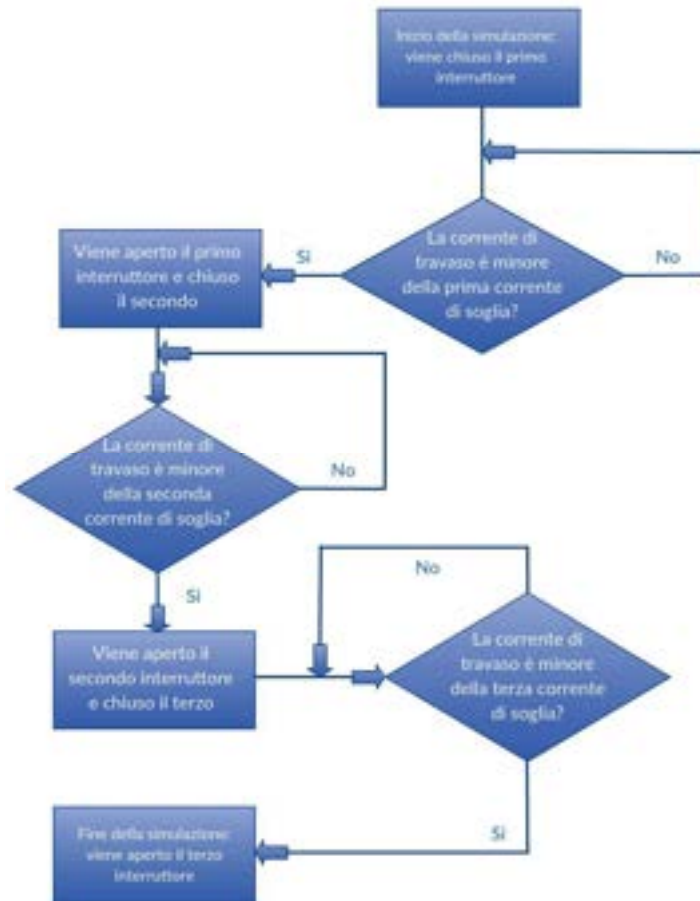 Inizio della simulazione:
viene chiuso il primo
interruttore
La corrente di
travaso è minore
della prima corrente
di soglia?
No
Si
Viene aperto il primo
interruttore e chiuso
il secondo
La corrente di
travaso è minore
della seconda
corrente di soglia?
No
Si
Viene aperto il
secondo interruttore
e chiuso il terzo
No
La corrente di
travaso è minore
della terza corrente
di soglia?
Si
Fine della simulazione:
viene aperto il terzo
interruttore